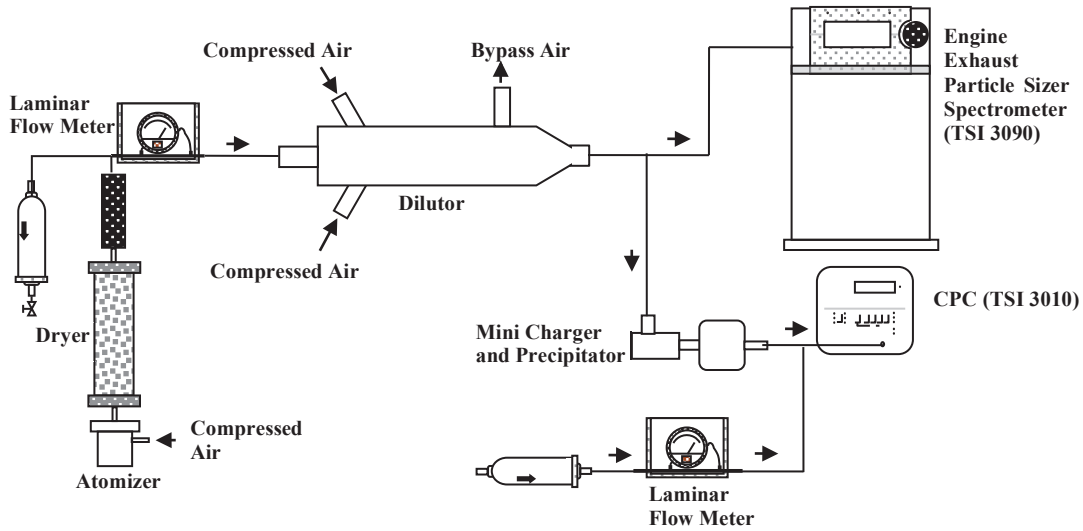 Compressed Air
Bypass Air
Engine
Exhaust
Particle Sizer
Spectrometer
(TSI 3090)
Laminar
Flow Meter
Dilutor
Compressed Air
CPC (TSI 3010)
Dryer
Mini Charger
and Precipitator
Compressed
Air
Atomizer
Laminar
Flow Meter